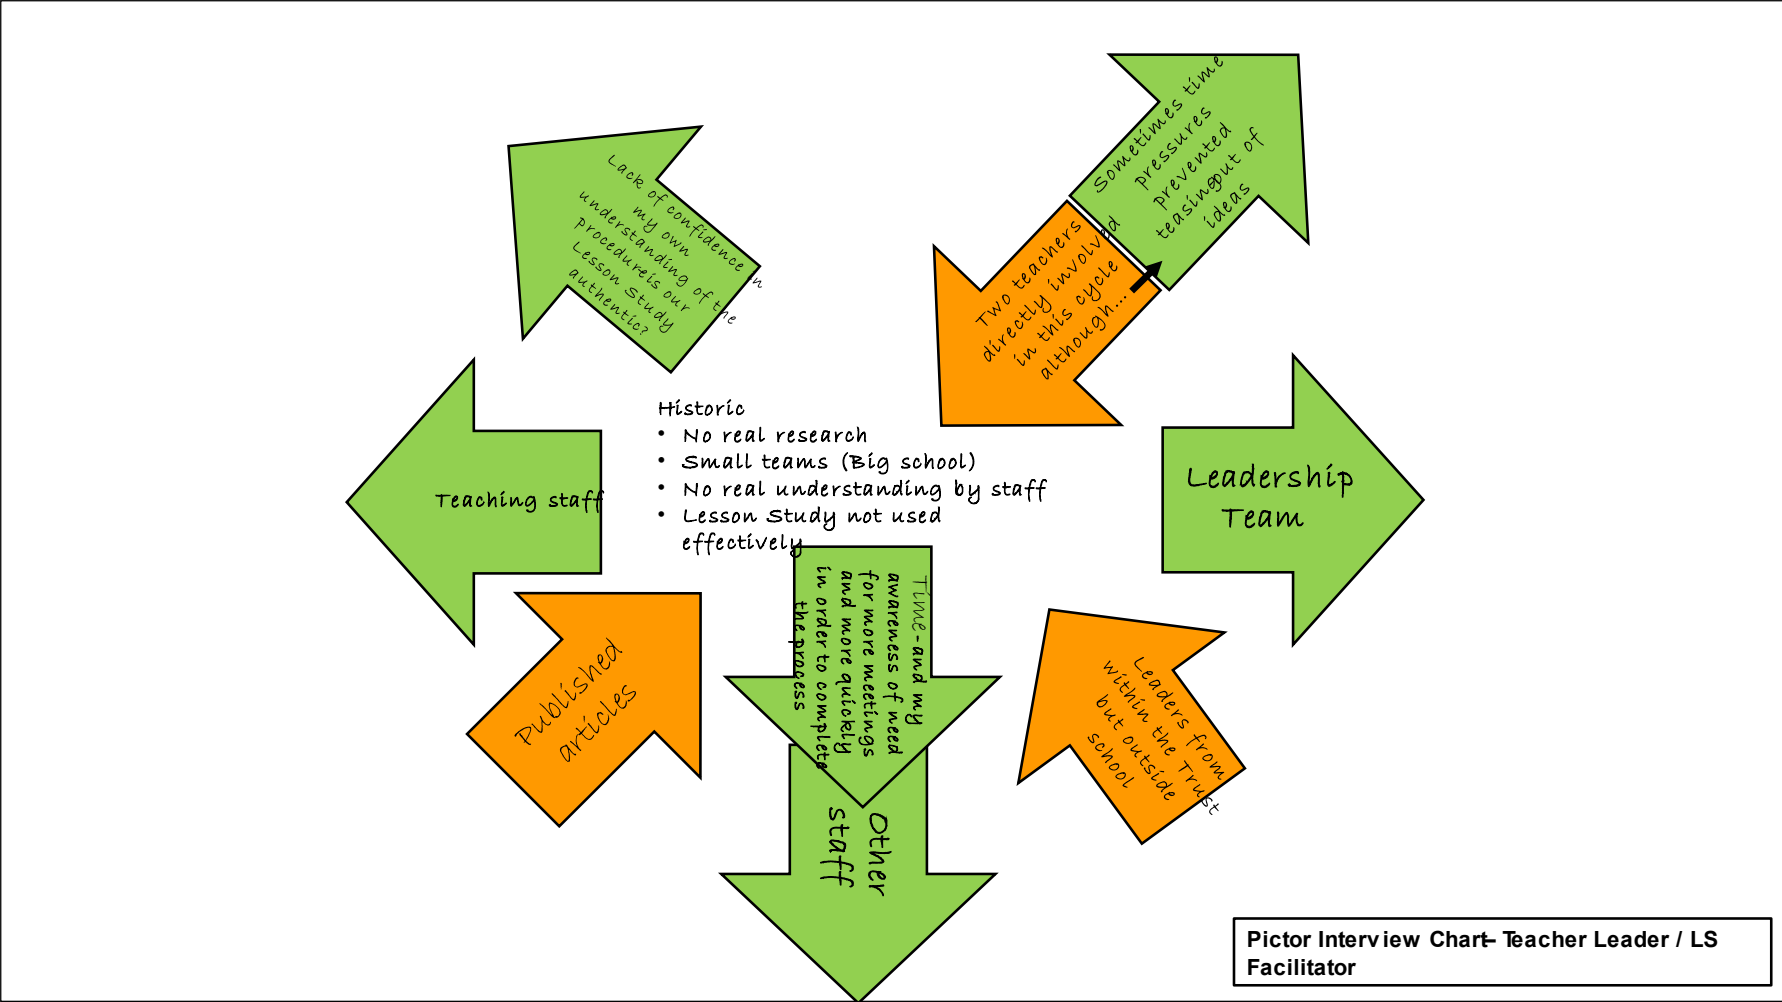 Sometimes time
pressures
prevented
teasing out of
ideas
Lack of confidence in
my own
understanding of the
procedure is our
Lesson Study
authentic?
Two teachers
directly involved
in this cycle
although...
Historic
• No real research
• Small teams (Big school)
• No real understanding by staff
• Lesson Study not used
effectively
Teaching staff
Leadership
Team
Time - and my
awareness of need
for more meetings
and more quickly
in order to complete
the process
Published
articles
Leaders from
within the Trust
but outside
school
Other
staff
Pictor Interview Chart – Teacher Leader / LS
Facilitator